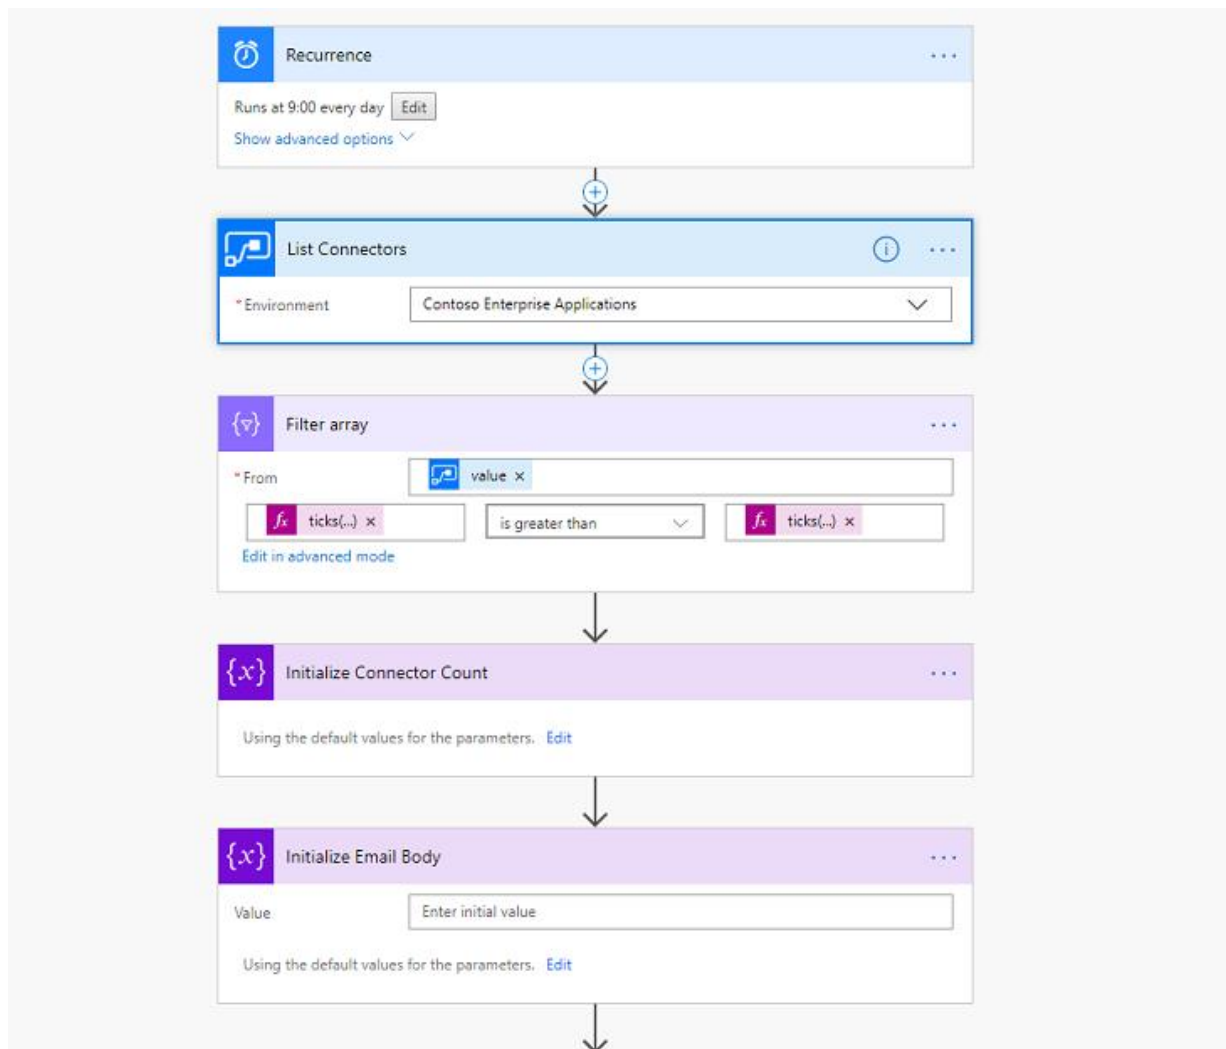 Recurrence
Runs at 9:00 every day Edit
Show advanced options
List Connectors
* Environment Contoso Enterprise Applications
Filter array
* From value ×
fx ticks(...) × is greater than fx ticks(...) ×
Edit in advanced mode
{x} Initialize Connector Count
Using the default values for the parameters. Edit
{x} Initialize Email Body
Value Enter initial value
Using the default values for the parameters. Edit